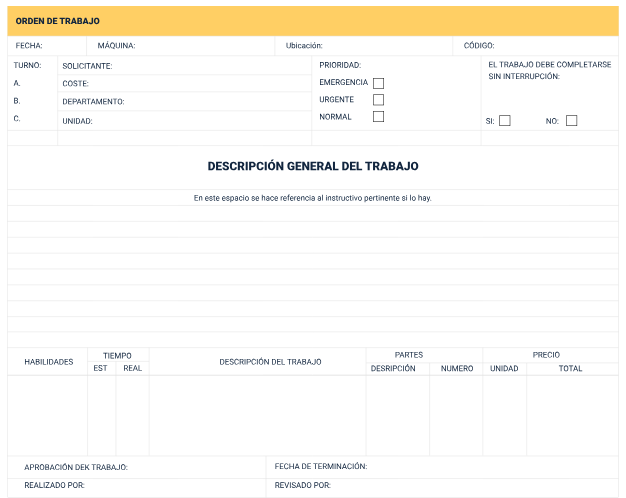 ORDEN DE TRABAJO
FECHA: MÁQUINA: Ubicación: CÓDIGO:
TURNO: SOLICITANTE: PRIORIDAD: EL TRABAJO DEBE COMPLETARSE
SIN INTERRUPCIÓN:
A. COSTE: EMERGENCIA
B. DEPARTAMENTO: URGENTE
C. UNIDAD: NORMAL SI: NO:
DESCRIPCIÓN GENERAL DEL TRABAJO
En este espacio se hace referencia al instructivo pertinente si lo hay.
HABILIDADES TIEMPO DESCRIPCIÓN DEL TRABAJO PARTES PRECIO
EST REAL DESRIPCIÓN NUMERO UNIDAD TOTAL
APROBACIÓN DEK TRABAJO: FECHA DE TERMINACIÓN:
REALIZADO POR: REVISADO POR: